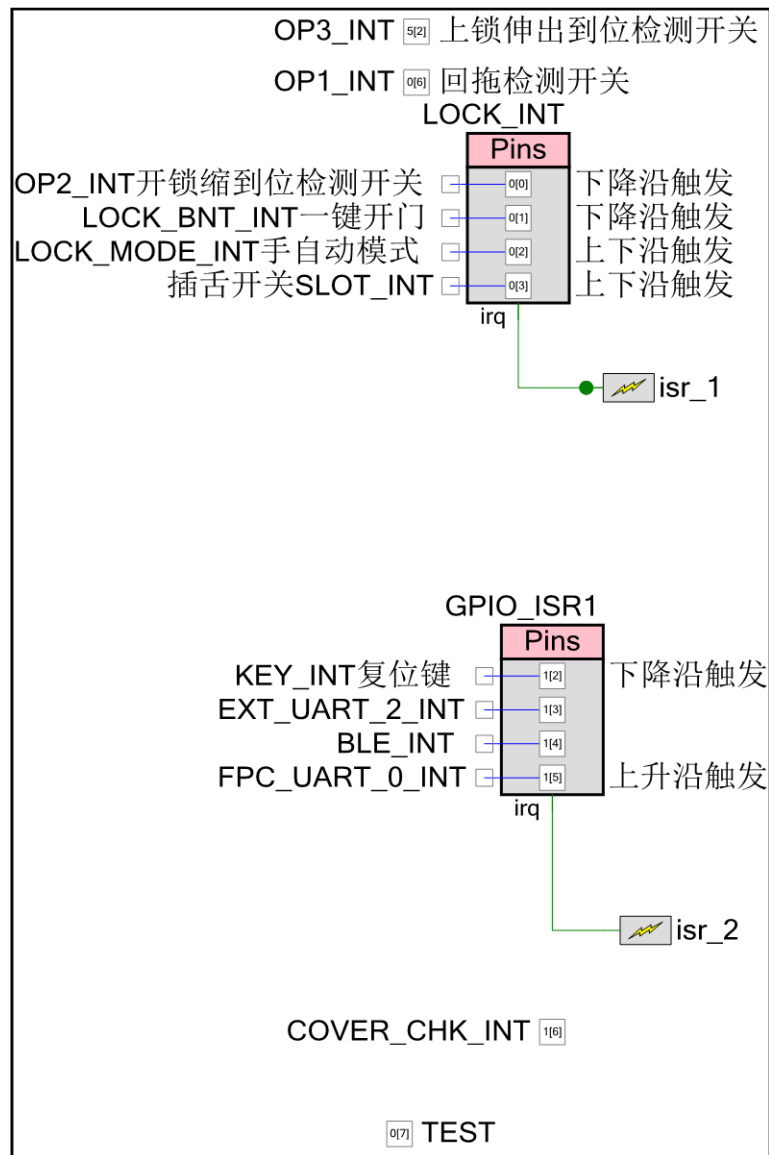 OP3_INT 5[2] 上锁伸出到位检测开关
OP1_INT 0[6] 回拖检测开关
LOCK_INT
Pins
OP2_INT开锁缩到位检测开关 0[0] 下降沿触发
LOCK_BNT_INT一键开门 0[1] 下降沿触发
LOCK_MODE_INT手自动模式 0[2] 上下沿触发
插舌开关SLOT_INT 0[3] 上下沿触发
irq
isr_1
GPIO_ISR1
Pins
KEY_INT复位键 1[2] 下降沿触发
EXT_UART_2_INT 1[3]
BLE_INT 1[4]
FPC_UART_0_INT 1[5] 上升沿触发
irq
isr_2
COVER_CHK_INT 1[6]
0[7] TEST